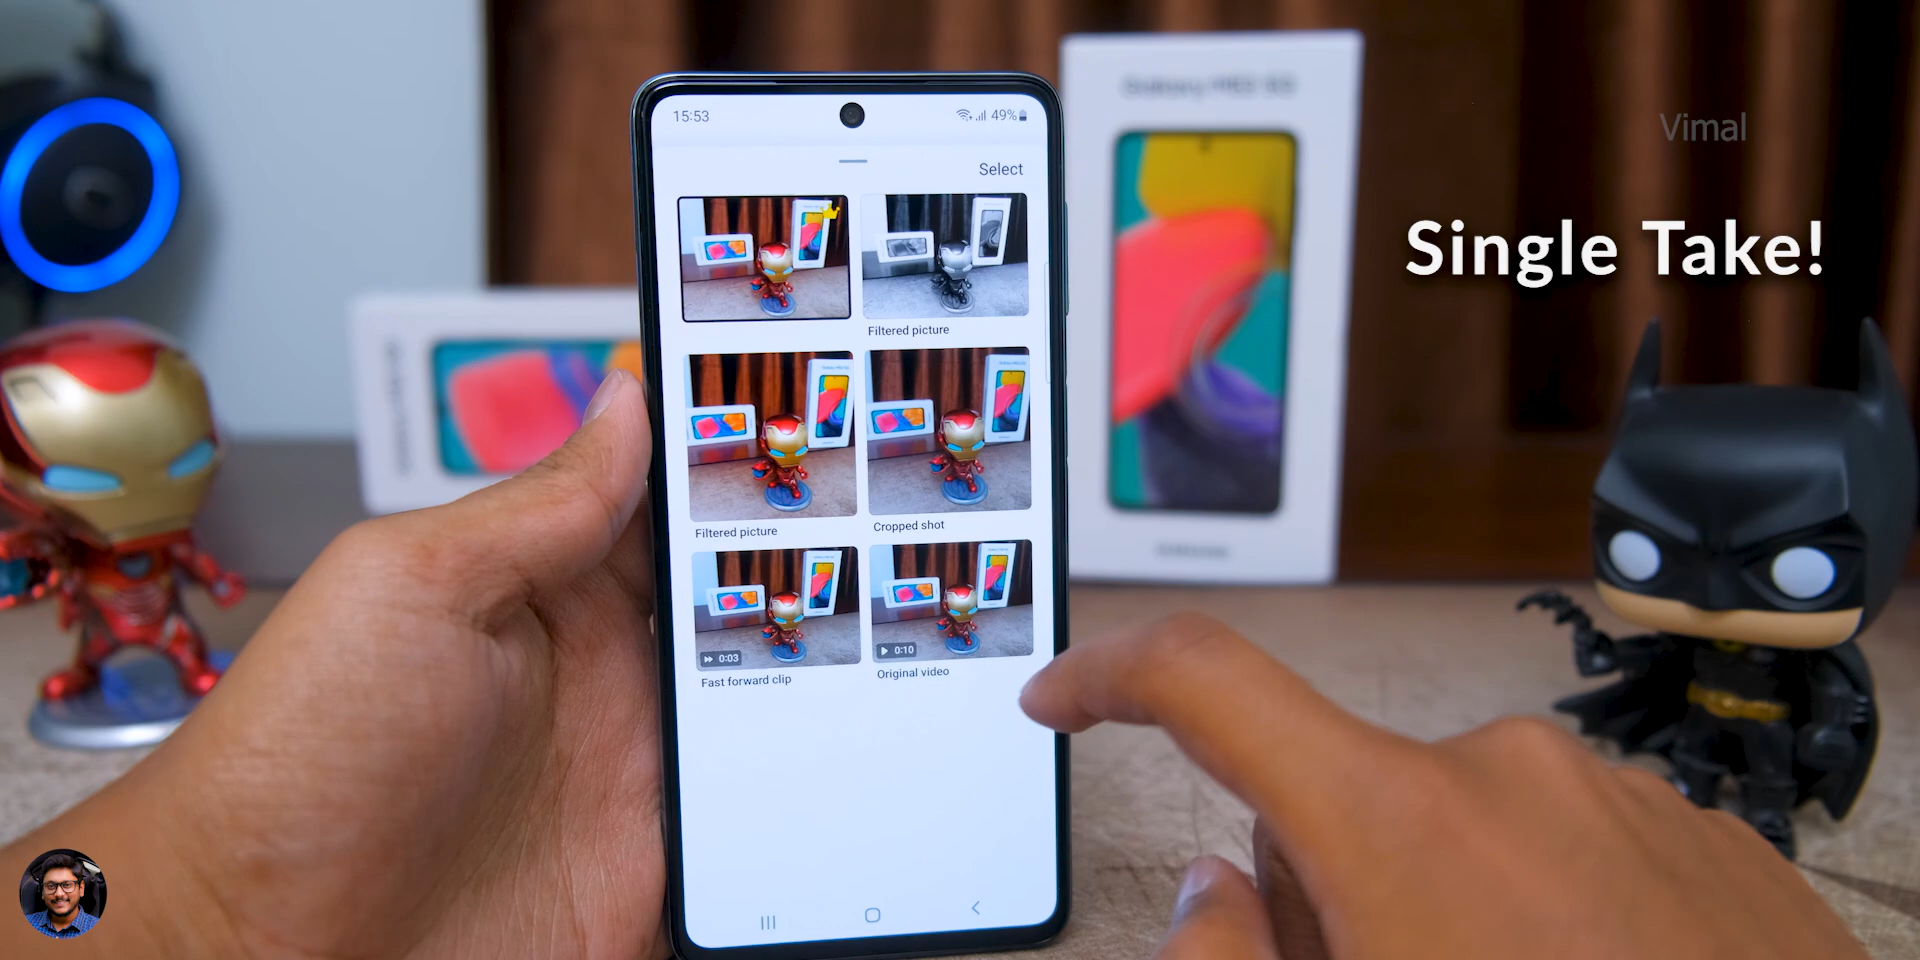 Vimal
Single Take!
15:53
49%
Select
Filtered picture
Filtered picture
Cropped shot
0:03
0:10
Fast forward clip
Original video